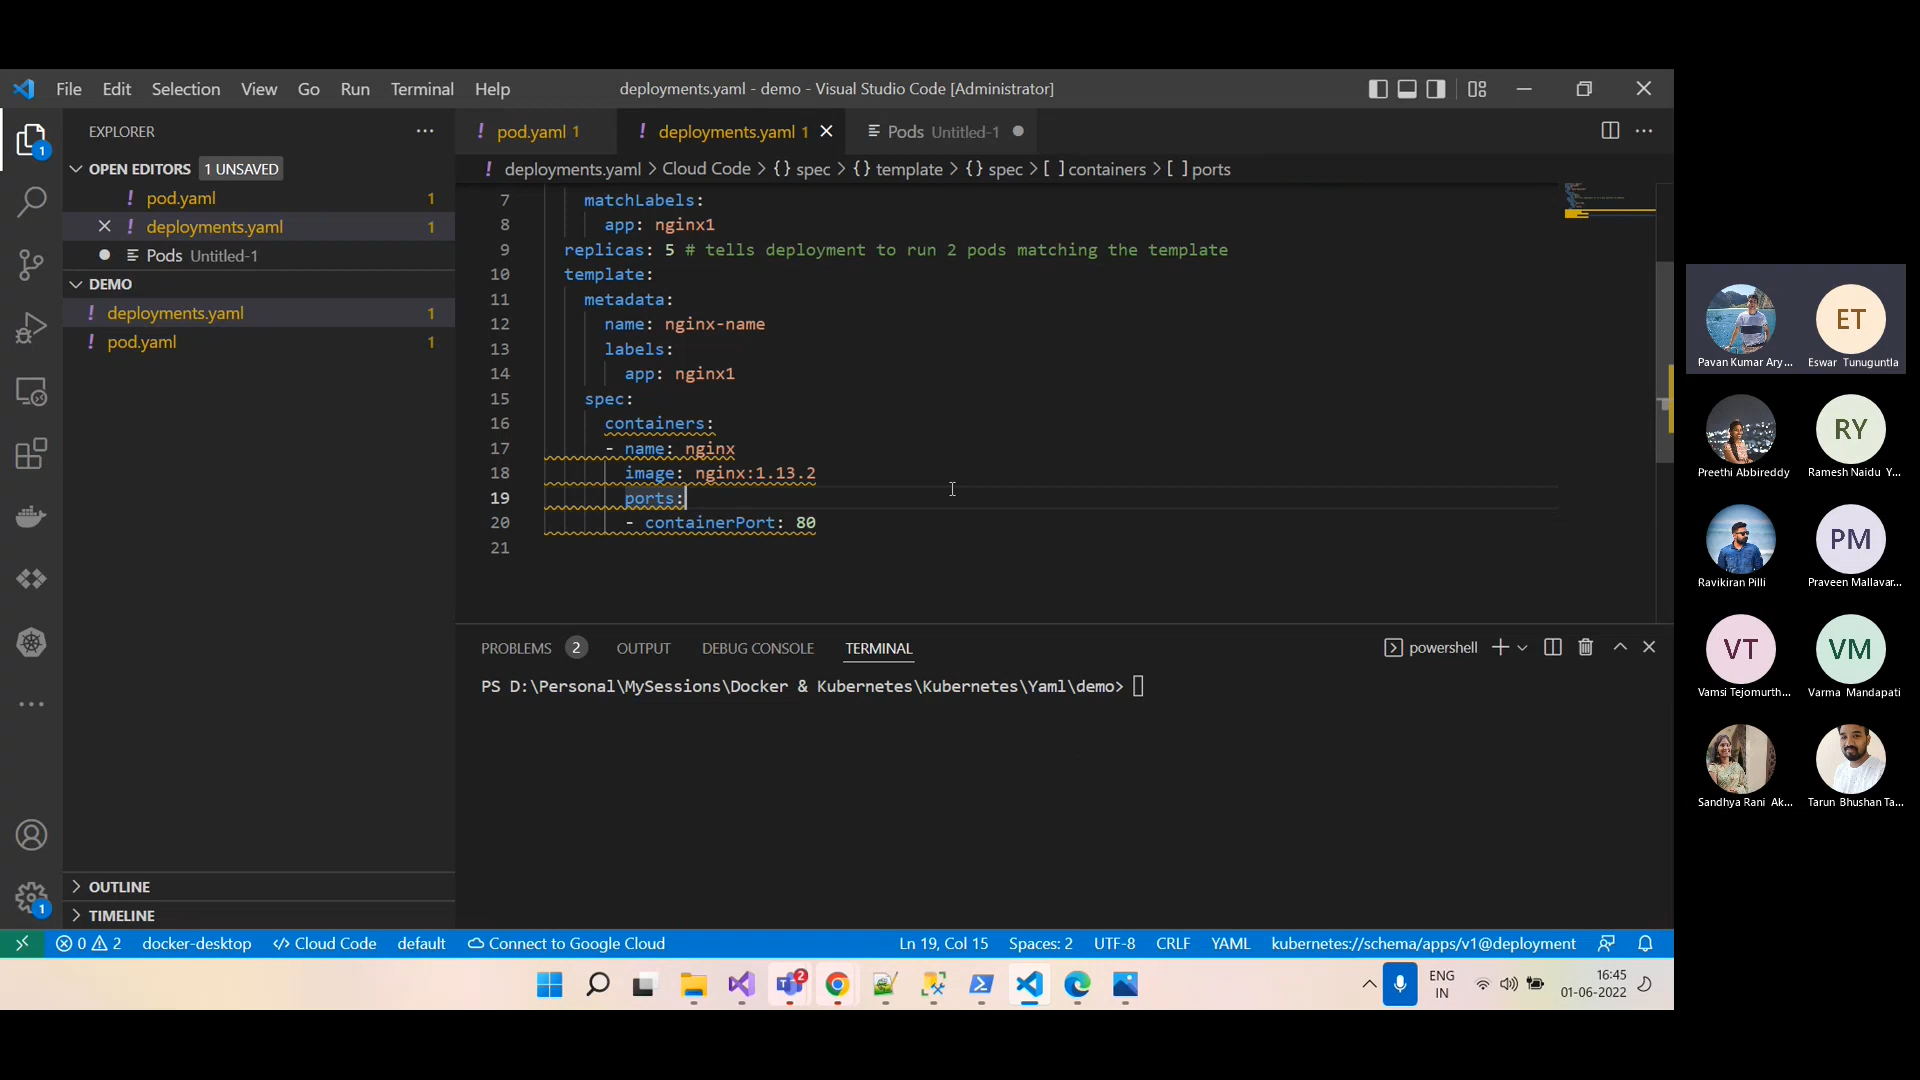 File Edit Selection View Go Run Terminal Help
deployments.yaml - demo - Visual Studio Code [Administrator]
EXPLORER
1
OPEN EDITORS 1 UNSAVED
! pod.yaml 1
! deployments.yaml 1
Pods Untitled-1
DEMO
! deployments.yaml 1
! pod.yaml 1
OUTLINE
TIMELINE
1
! pod.yaml 1
! deployments.yaml 1
Pods Untitled-1
! deployments.yaml > Cloud Code > {} spec > {} template > {} spec > [ ] containers > [ ] ports
7 matchLabels:
8 app: nginx1
9 replicas: 5 # tells deployment to run 2 pods matching the template
10 template:
11 metadata:
12 name: nginx-name
13 labels:
14 app: nginx1
15 spec:
16 containers:
17 - name: nginx
18 image: nginx:1.13.2
19 ports:
20 - containerPort: 80
21
PROBLEMS 2 OUTPUT DEBUG CONSOLE TERMINAL
powershell
PS D:\Personal\MySessions\Docker & Kubernetes\Kubernetes\Yaml\demo>
0 2 docker-desktop </> Cloud Code default Connect to Google Cloud
Ln 19, Col 15 Spaces: 2 UTF-8 CRLF YAML kubernetes://schema/apps/v1@deployment
2
ENG
IN
16:45
01-06-2022
ET
Pavan Kumar Ary... Eswar Tunuguntla
RY
Preethi Abbireddy Ramesh Naidu Y...
PM
Ravikiran Pilli Praveen Mallavar...
VT VM
Vamsi Tejomurth... Varma Mandapati
Sandhya Rani Ak... Tarun Bhushan Ta...